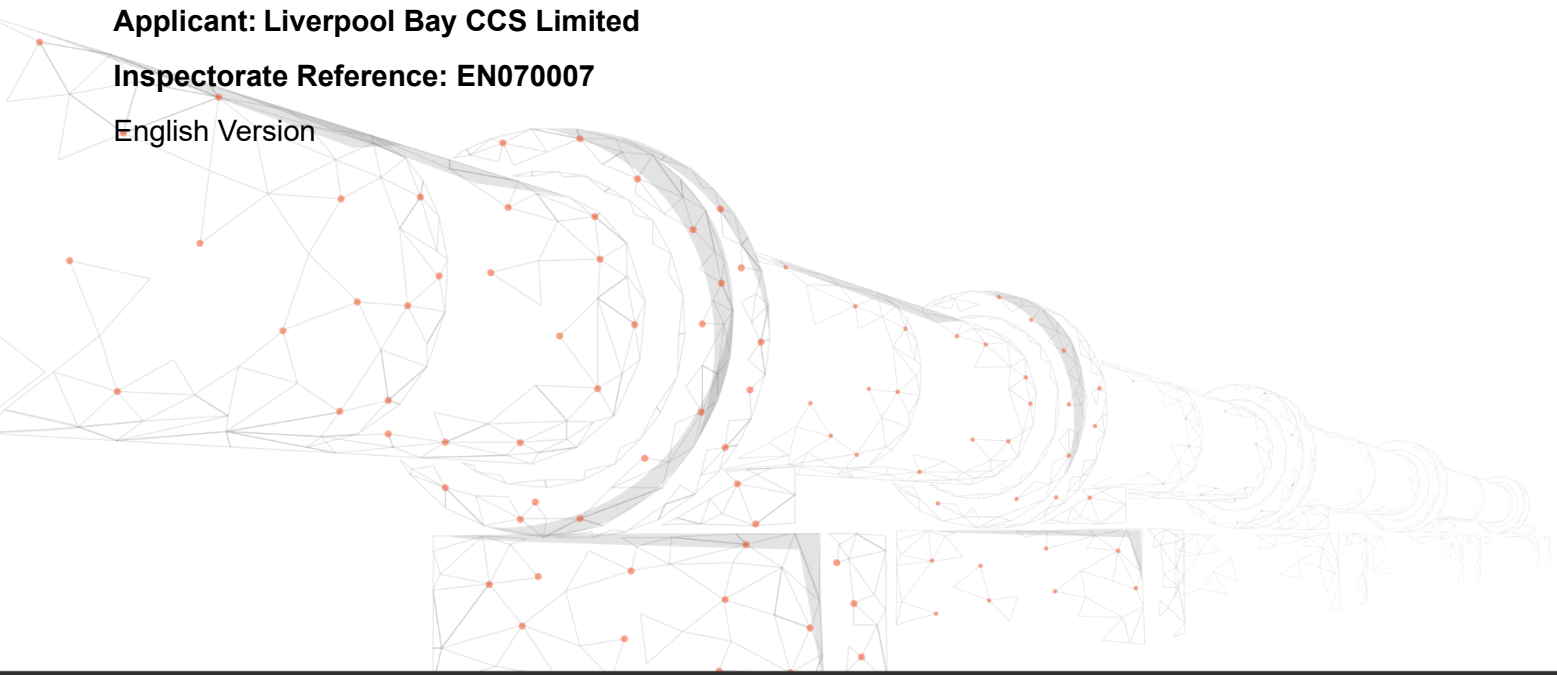 Applicant: Liverpool Bay CCS Limited
Inspectorate Reference: EN070007
English Version